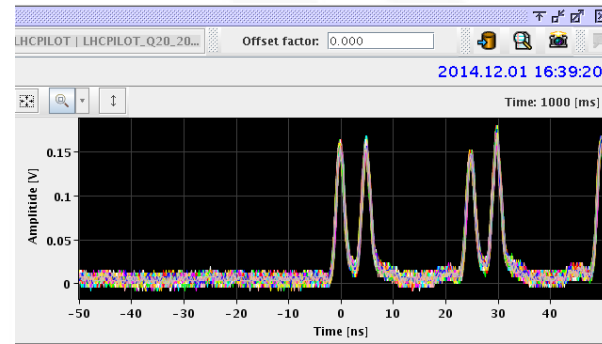 LHCPILOT | LHCPILOT_Q20_20...
Offset factor: 0.000
2014.12.01 16:39:20
Time: 1000 [ms]
Amplitide [V]
0.15
0.1
0.05
0
-50 -40 -30 -20 -10 0 10 20 30 40
Time [ns]